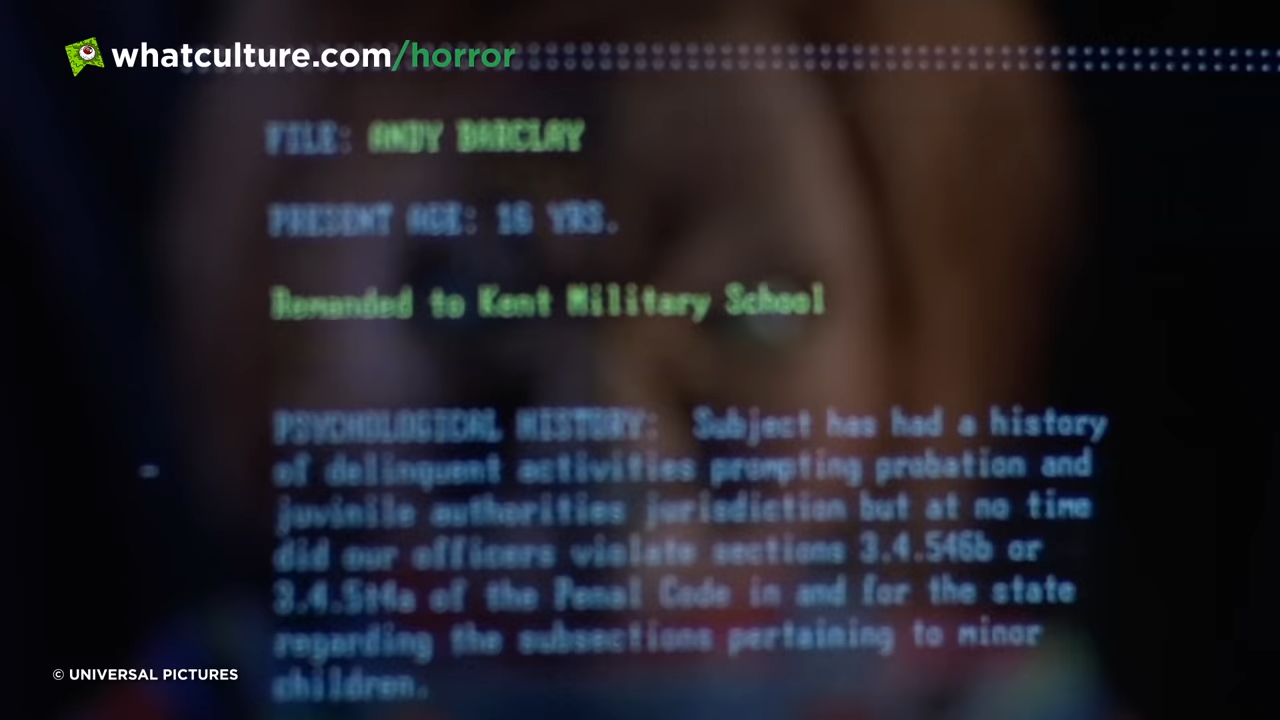 whatculture.com/horror
FILE: ANDY BARCLAY
PRESENT AGE: 16 YRS.
Remanded to Kent Military School
PSYCHOLOGICAL HISTORY: Subject has had a history
of delinquent activities prompting probation and
juvinile authorities jurisdiction but at no time
did our officers violate sections 3.4.546b or
of the Penal Code in and for the state
regarding the subsections pertaining to minor
children.
© UNIVERSAL PICTURES